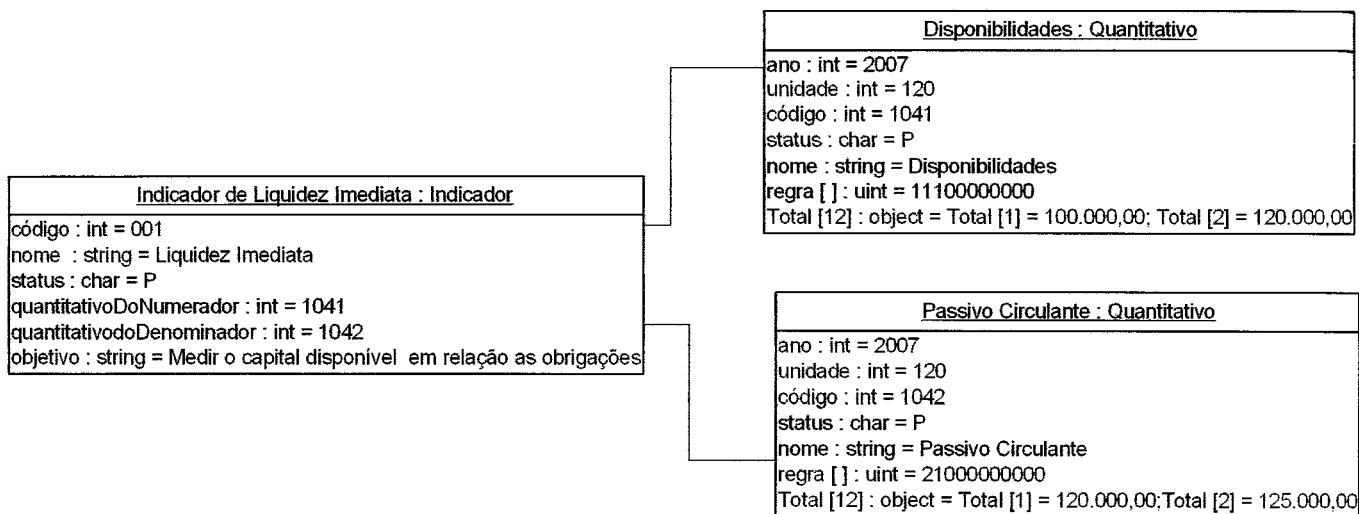 Disponibilidades : Quantitativo
ano : int = 2007
unidade : int = 120
código : int = 1041
status : char = P
nome : string = Disponibilidades
regra [ ] : uint = 11100000000
Total [12] : object = Total [1] = 100.000,00; Total [2] = 120.000,00
Indicador de Liquidez Imediata : Indicador
código : int = 001
nome : string = Liquidez Imediata
status : char = P
quantitativoDoNumerador : int = 1041
quantitativodoDenominador : int = 1042
objetivo : string = Medir o capital disponível em relação as obrigações
Passivo Circulante : Quantitativo
ano : int = 2007
unidade : int = 120
código : int = 1042
status : char = P
nome : string = Passivo Circulante
regra [ ] : uint = 21000000000
Total [12] : object = Total [1] = 120.000,00;Total [2] = 125.000,00